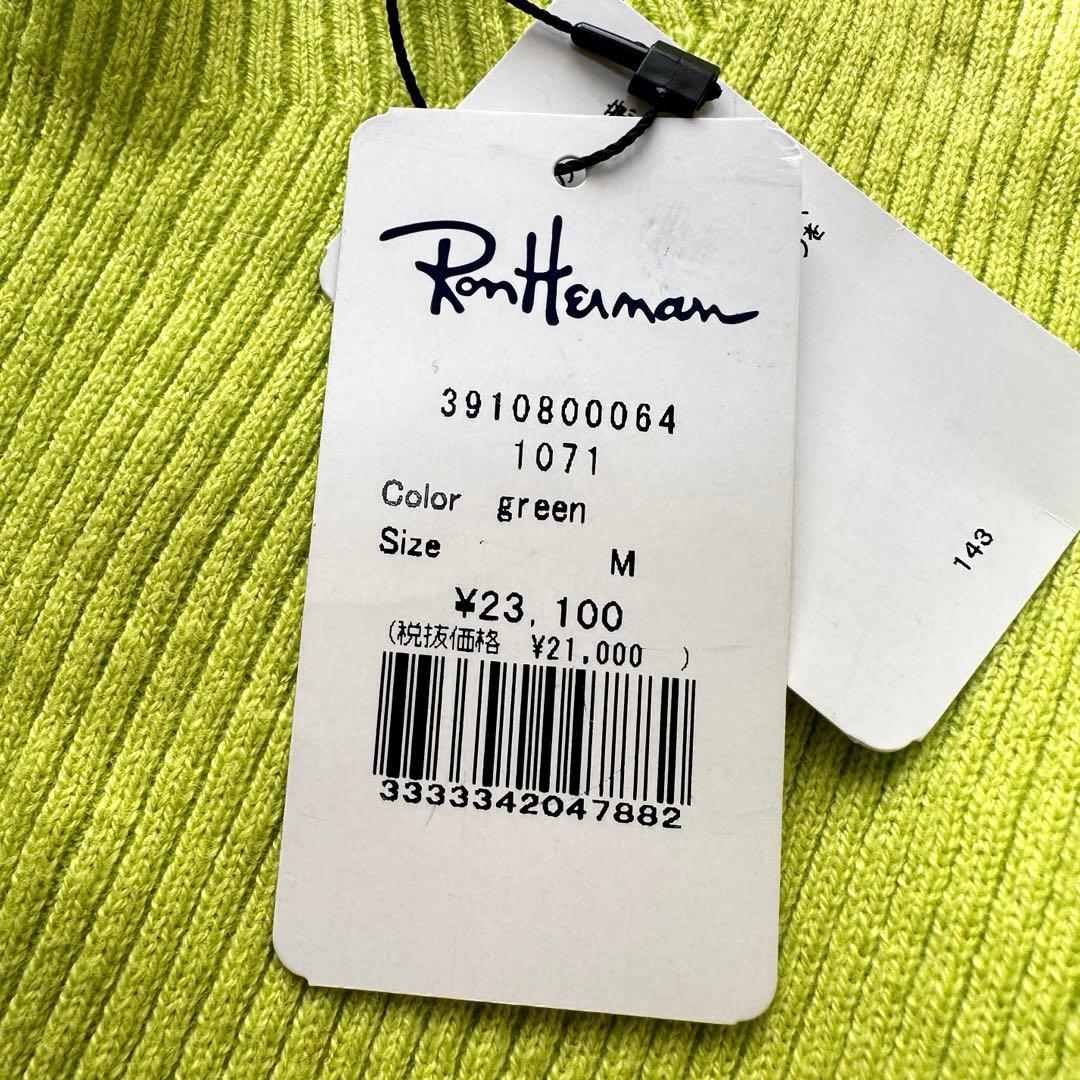 Ron Herman
3910800064
1071
Color green
Size M
¥23,100
(税抜価格 ¥21,000 )
3333342047882
143